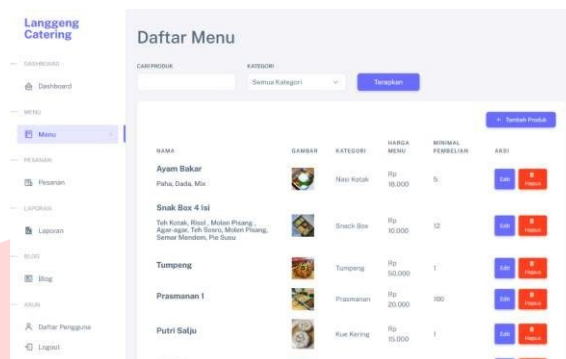 Langgeng
Catering
Daftar Menu
DASHBOARD
CARI PRODUK
KATEGORI
Dashboard
Semua Kategori
Terapkan
MENU
+ Tambah Produk
Menu
NAMA
GAMBAR
KATEGORI
HARGA
MENU
MINIMAL
PEMBELIAN
AKSI
PESANAN
Pesanan
Ayam Bakar
Paha, Dada, Mix
Nasi Kotak
Rp
18.000
5
Edit
Hapus
LAPORAN
Laporan
Snak Box 4 Isi
Teh Kotak, Risol , Molen Pisang ,
Agar-agar, Teh Sosro, Molen Pisang,
Semar Mendem, Pie Susu
Snack Box
Rp
10.000
12
Edit
Hapus
BLOG
Blog
Tumpeng
Tumpeng
Rp
50.000
1
Edit
Hapus
AKUN
Prasmanan 1
Prasmanan
Rp
20.000
100
Edit
Hapus
Daftar Pengguna
Putri Salju
Kue Kering
Rp
15.000
1
Edit
Hapus
Logout